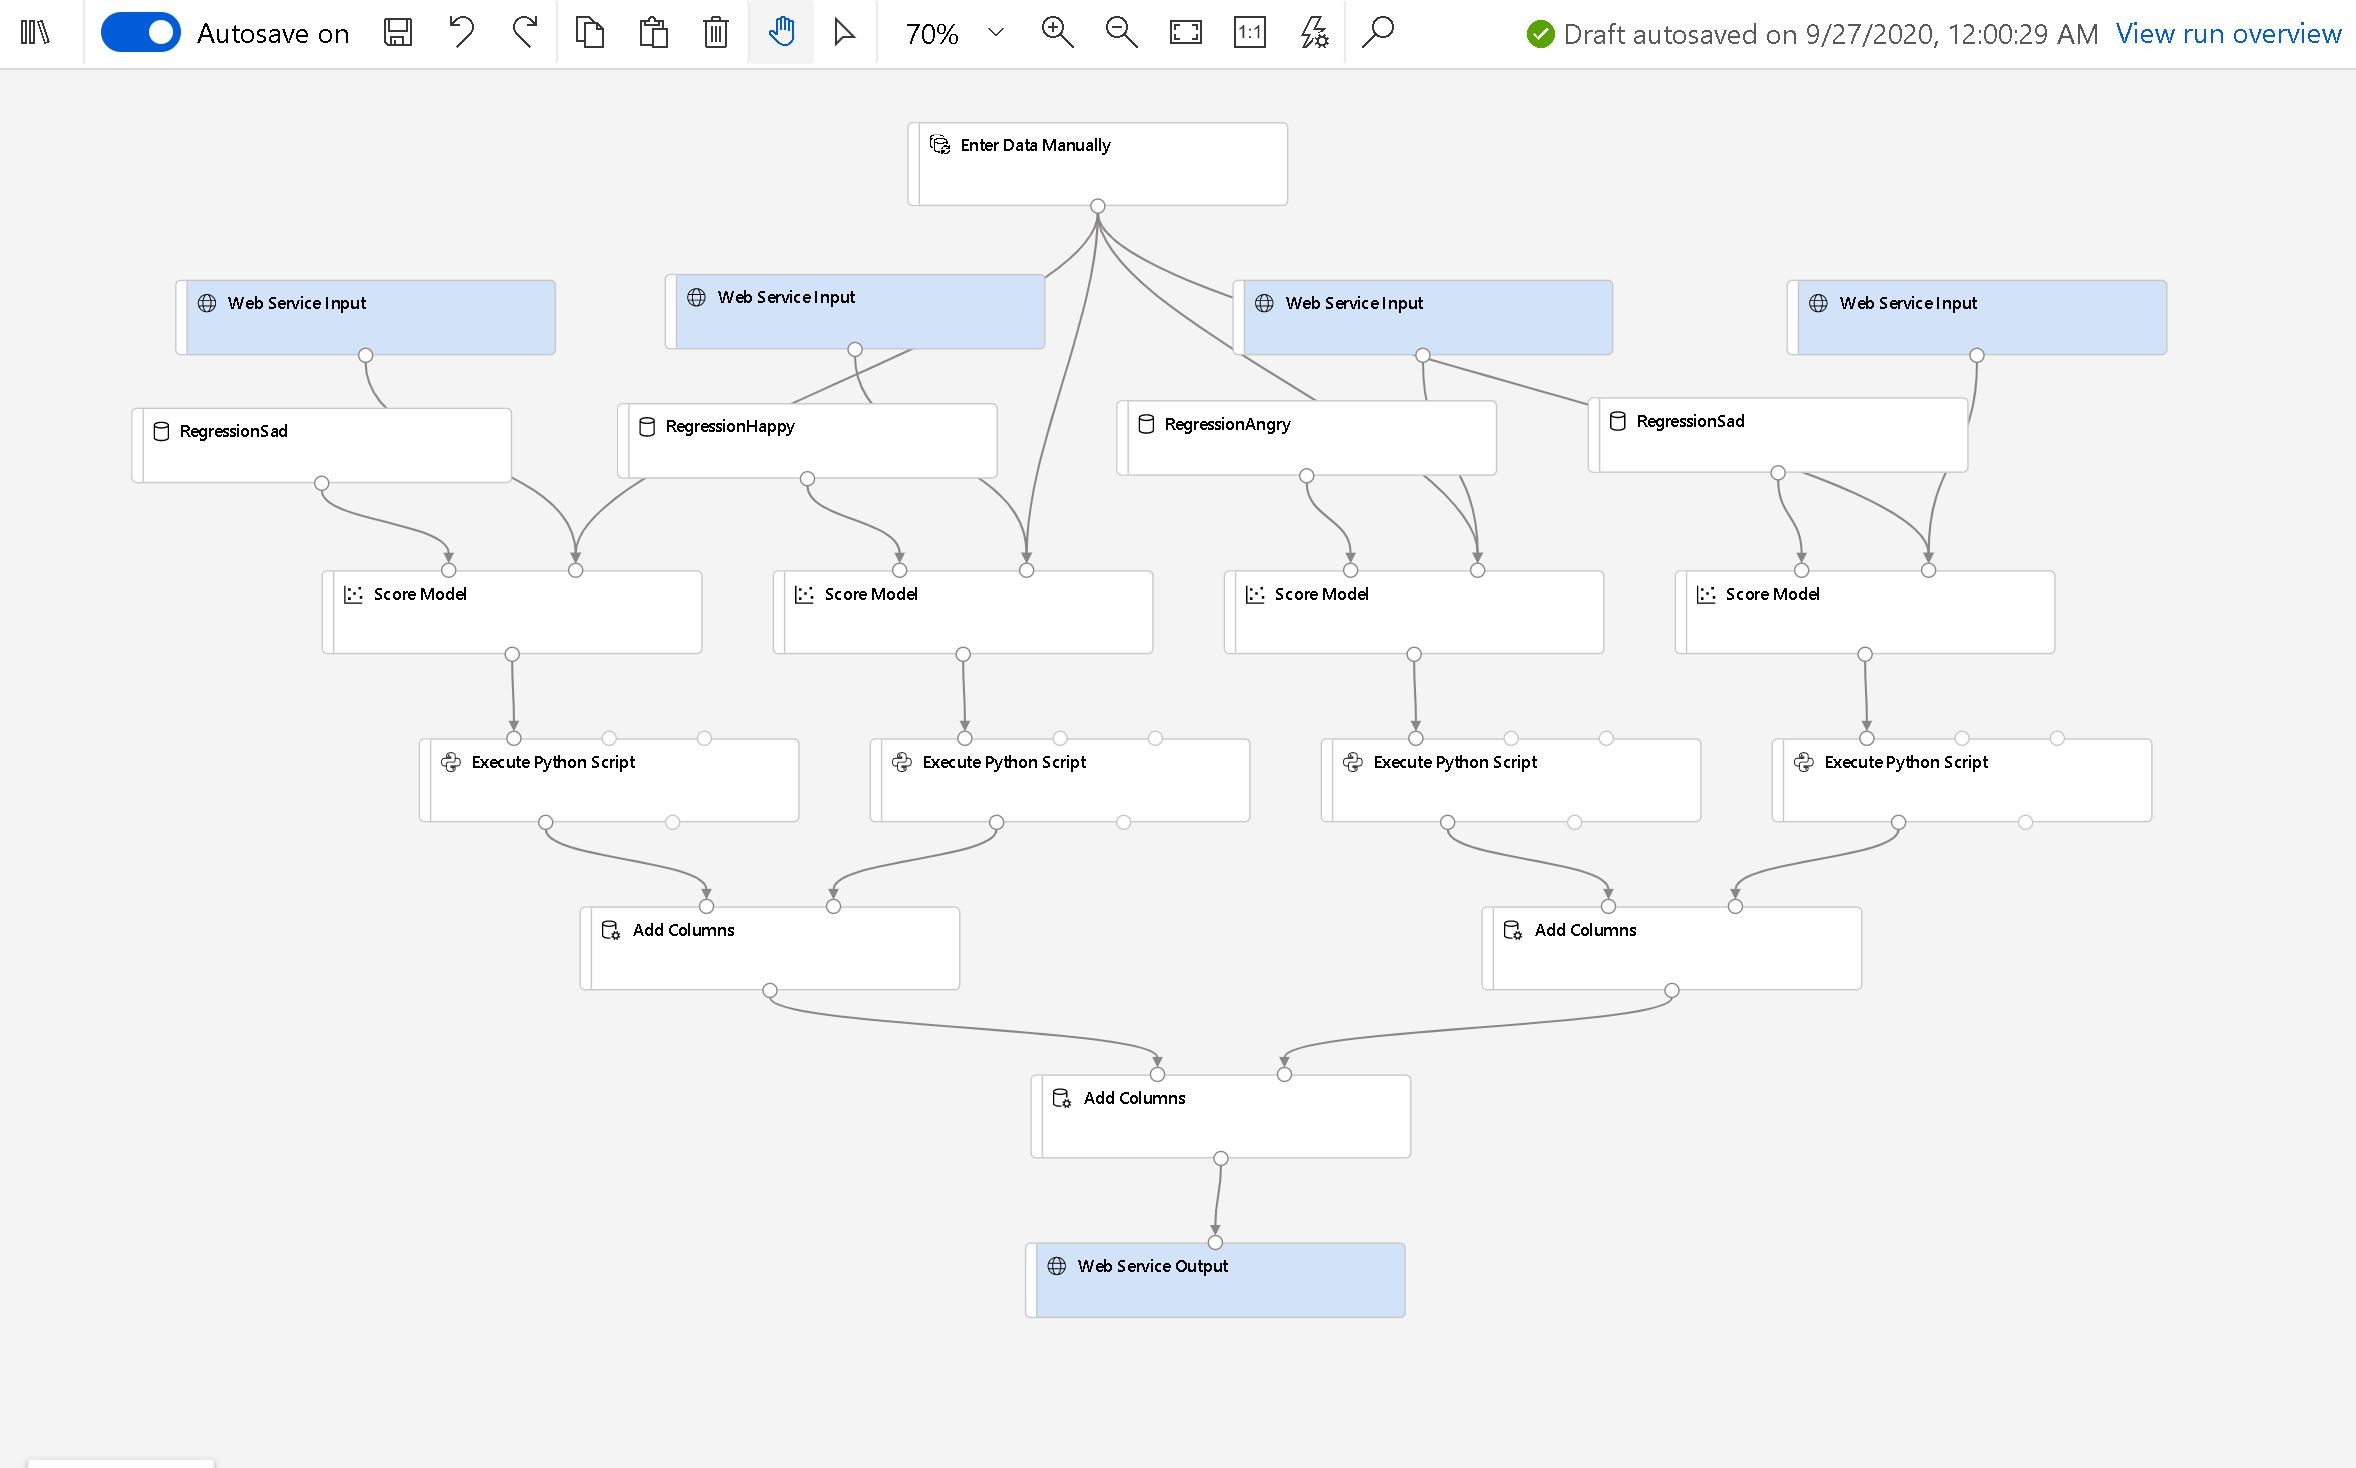 Autosave on
70%
1:1
Draft autosaved on 9/27/2020, 12:00:29 AM
View run overview
Enter Data Manually
Web Service Input
Web Service Input
Web Service Input
Web Service Input
RegressionSad
RegressionHappy
RegressionAngry
RegressionSad
Score Model
Score Model
Score Model
Score Model
Execute Python Script
Execute Python Script
Execute Python Script
Execute Python Script
Add Columns
Add Columns
Add Columns
Web Service Output